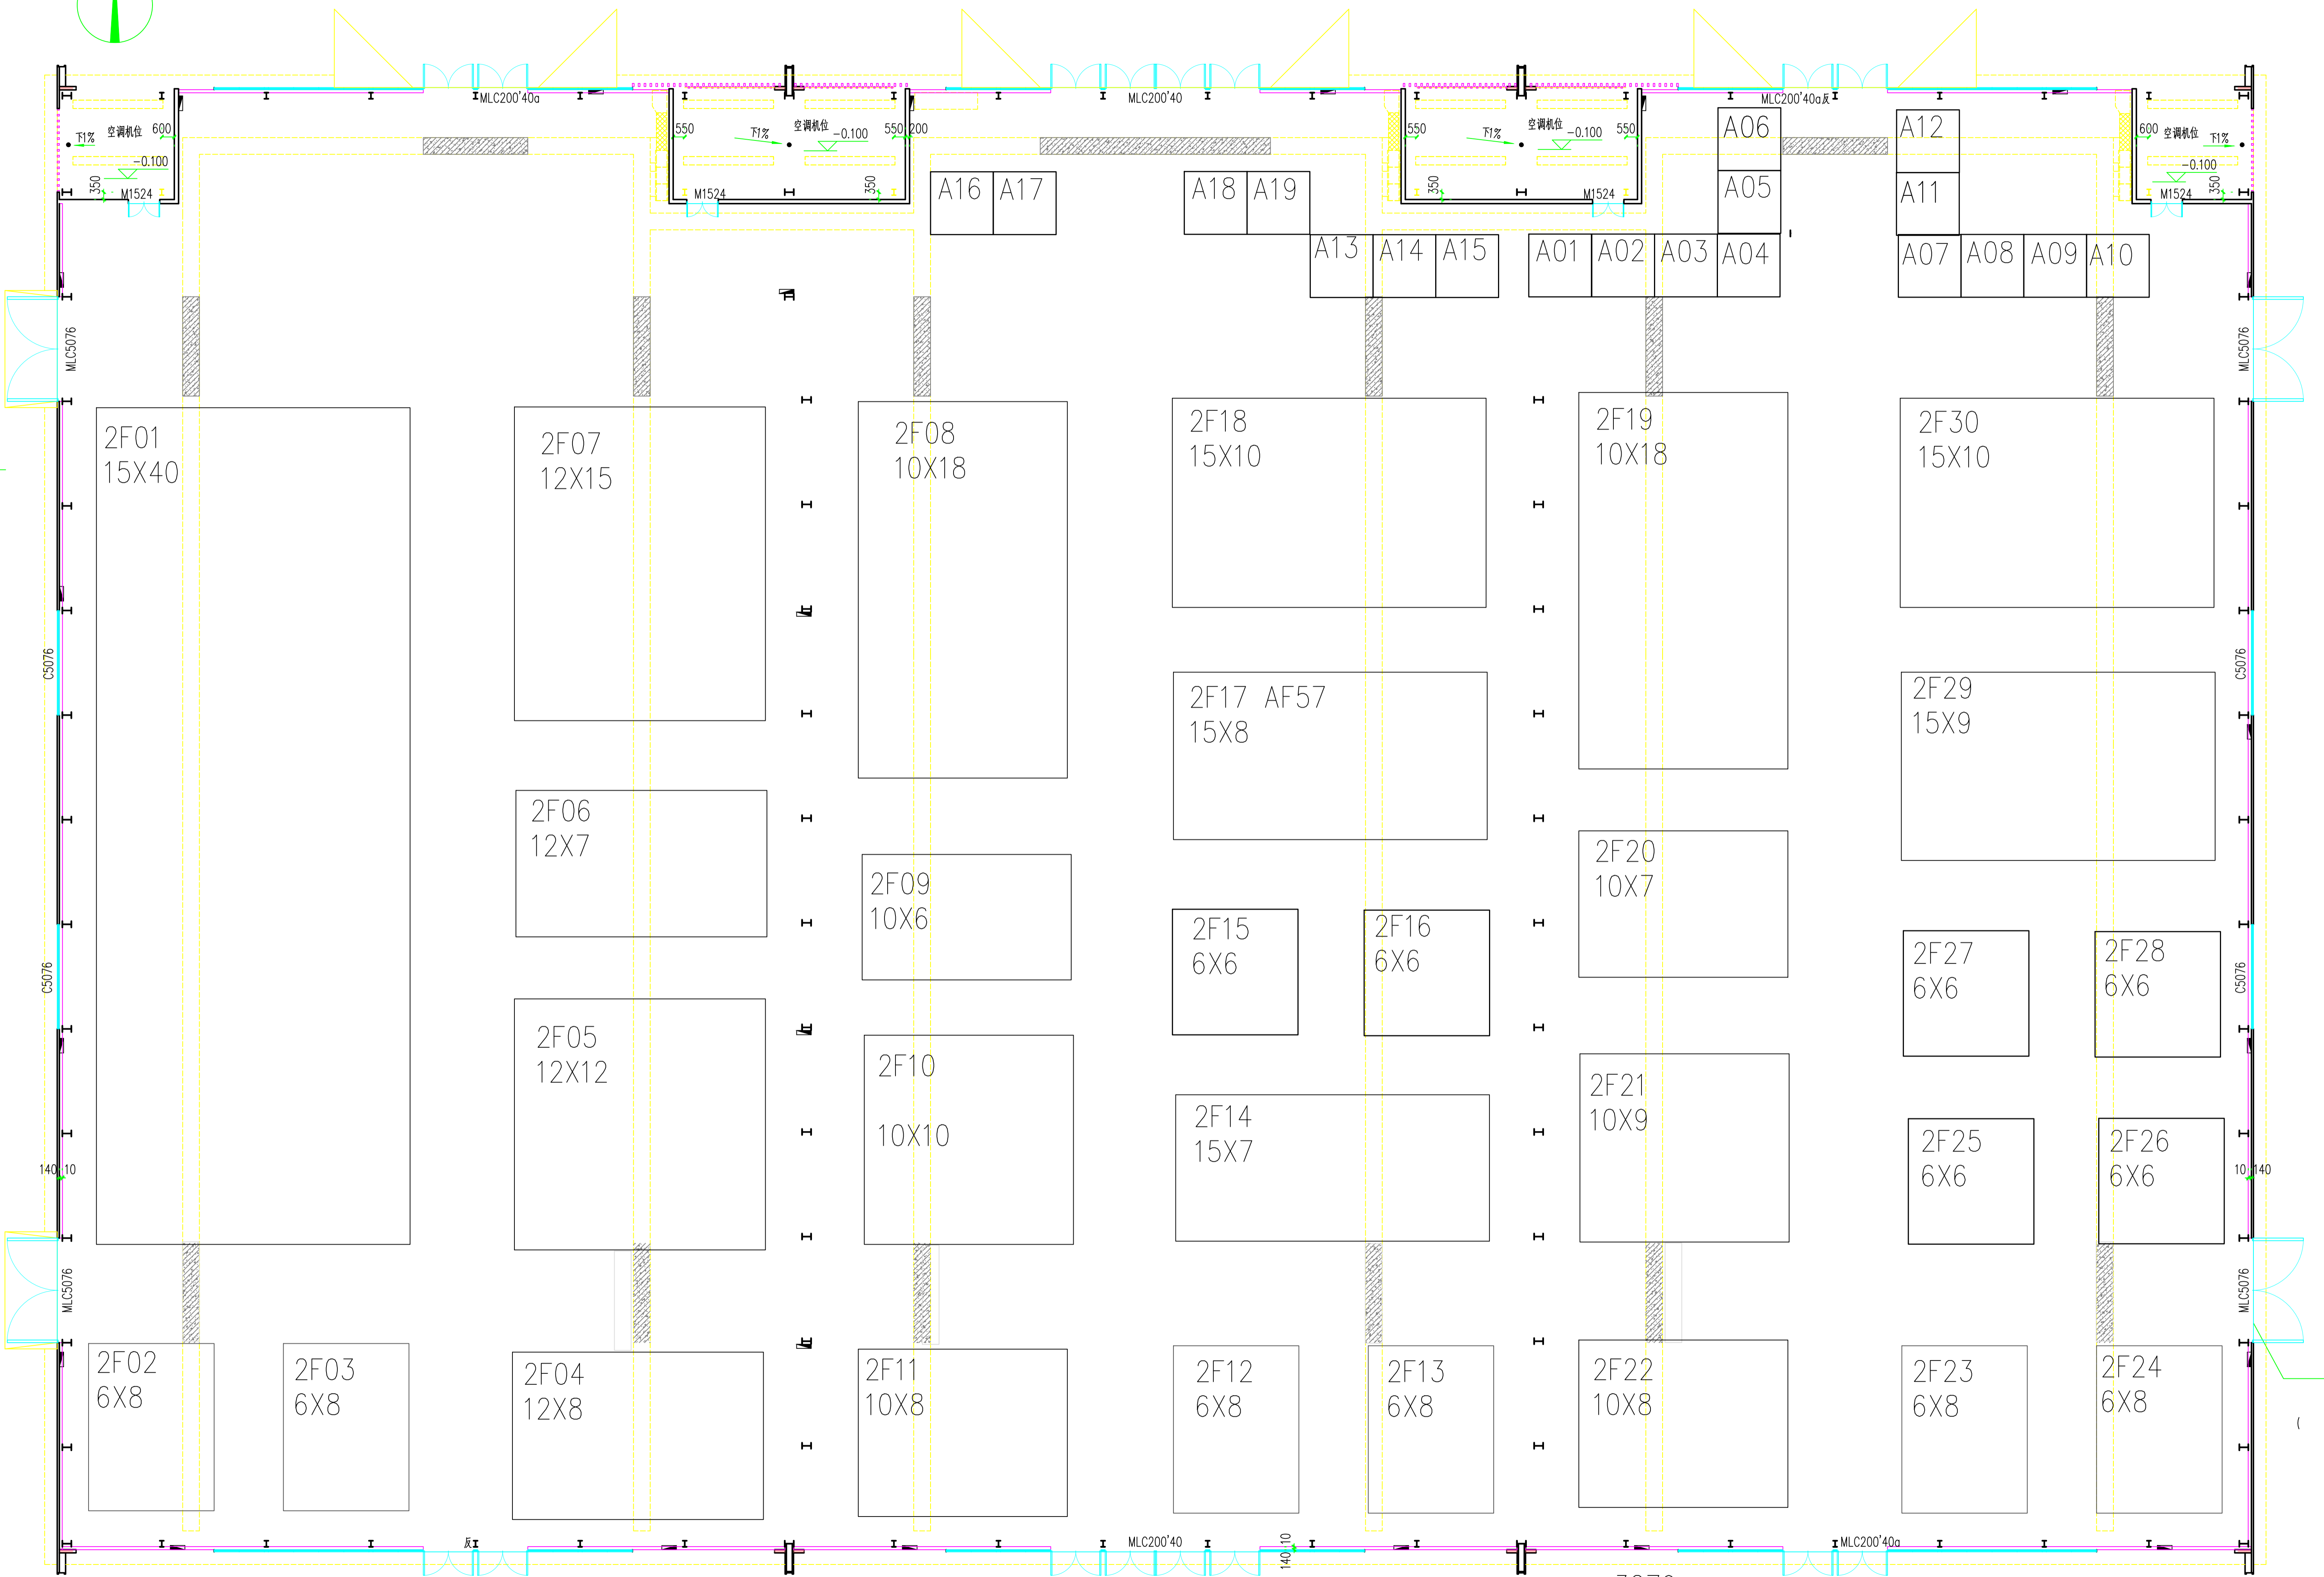 MLC200'40a
MLC200'40
MLC200'40a反
下1%
空调机位
600
-0.100
350
M1524
550
下1%
空调机位
-0.100
550
200
M1524
350
550
下1%
空调机位
-0.100
550
350
M1524
600
空调机位
下1%
-0.100
M1524
350
A06
A12
A05
A11
A16
A17
A18
A19
A13
A14
A15
A01
A02
A03
A04
A07
A08
A09
A10
MLC5076
MLC5076
2F01
15X40
2F07
12X15
2F08
10X18
2F18
15X10
2F19
10X18
2F30
15X10
C5076
C5076
2F17 AF57
15X8
2F29
15X9
2F06
12X7
2F09
10X6
2F20
10X7
2F15
6X6
2F16
6X6
2F27
6X6
2F28
6X6
C5076
C5076
2F05
12X12
2F10
10X10
2F14
15X7
2F21
10X9
2F25
6X6
2F26
6X6
140
10
10
140
MLC5076
MLC5076
2F02
6X8
2F03
6X8
2F04
12X8
2F11
10X8
2F12
6X8
2F13
6X8
2F22
10X8
2F23
6X8
2F24
6X8
(
反
MLC200'40
140
10
MLC200'40a